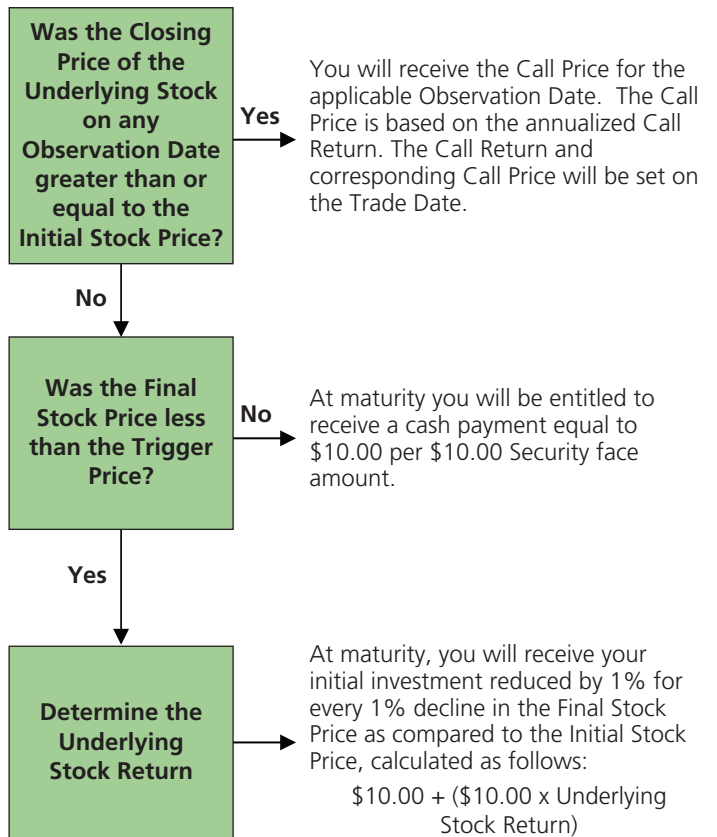 Was the Closing
Price of the
Underlying Stock
on any
Observation Date
greater than or
equal to the
Initial Stock Price?
Yes
You will receive the Call Price for the
applicable Observation Date. The Call
Price is based on the annualized Call
Return. The Call Return and
corresponding Call Price will be set on
the Trade Date.
No
Was the Final
Stock Price less
than the Trigger
Price?
No
At maturity you will be entitled to
receive a cash payment equal to
$10.00 per $10.00 Security face
amount.
Yes
Determine the
Underlying
Stock Return
At maturity, you will receive your
initial investment reduced by 1% for
every 1% decline in the Final Stock
Price as compared to the Initial Stock
Price, calculated as follows:
$10.00 + ($10.00 x Underlying
Stock Return)